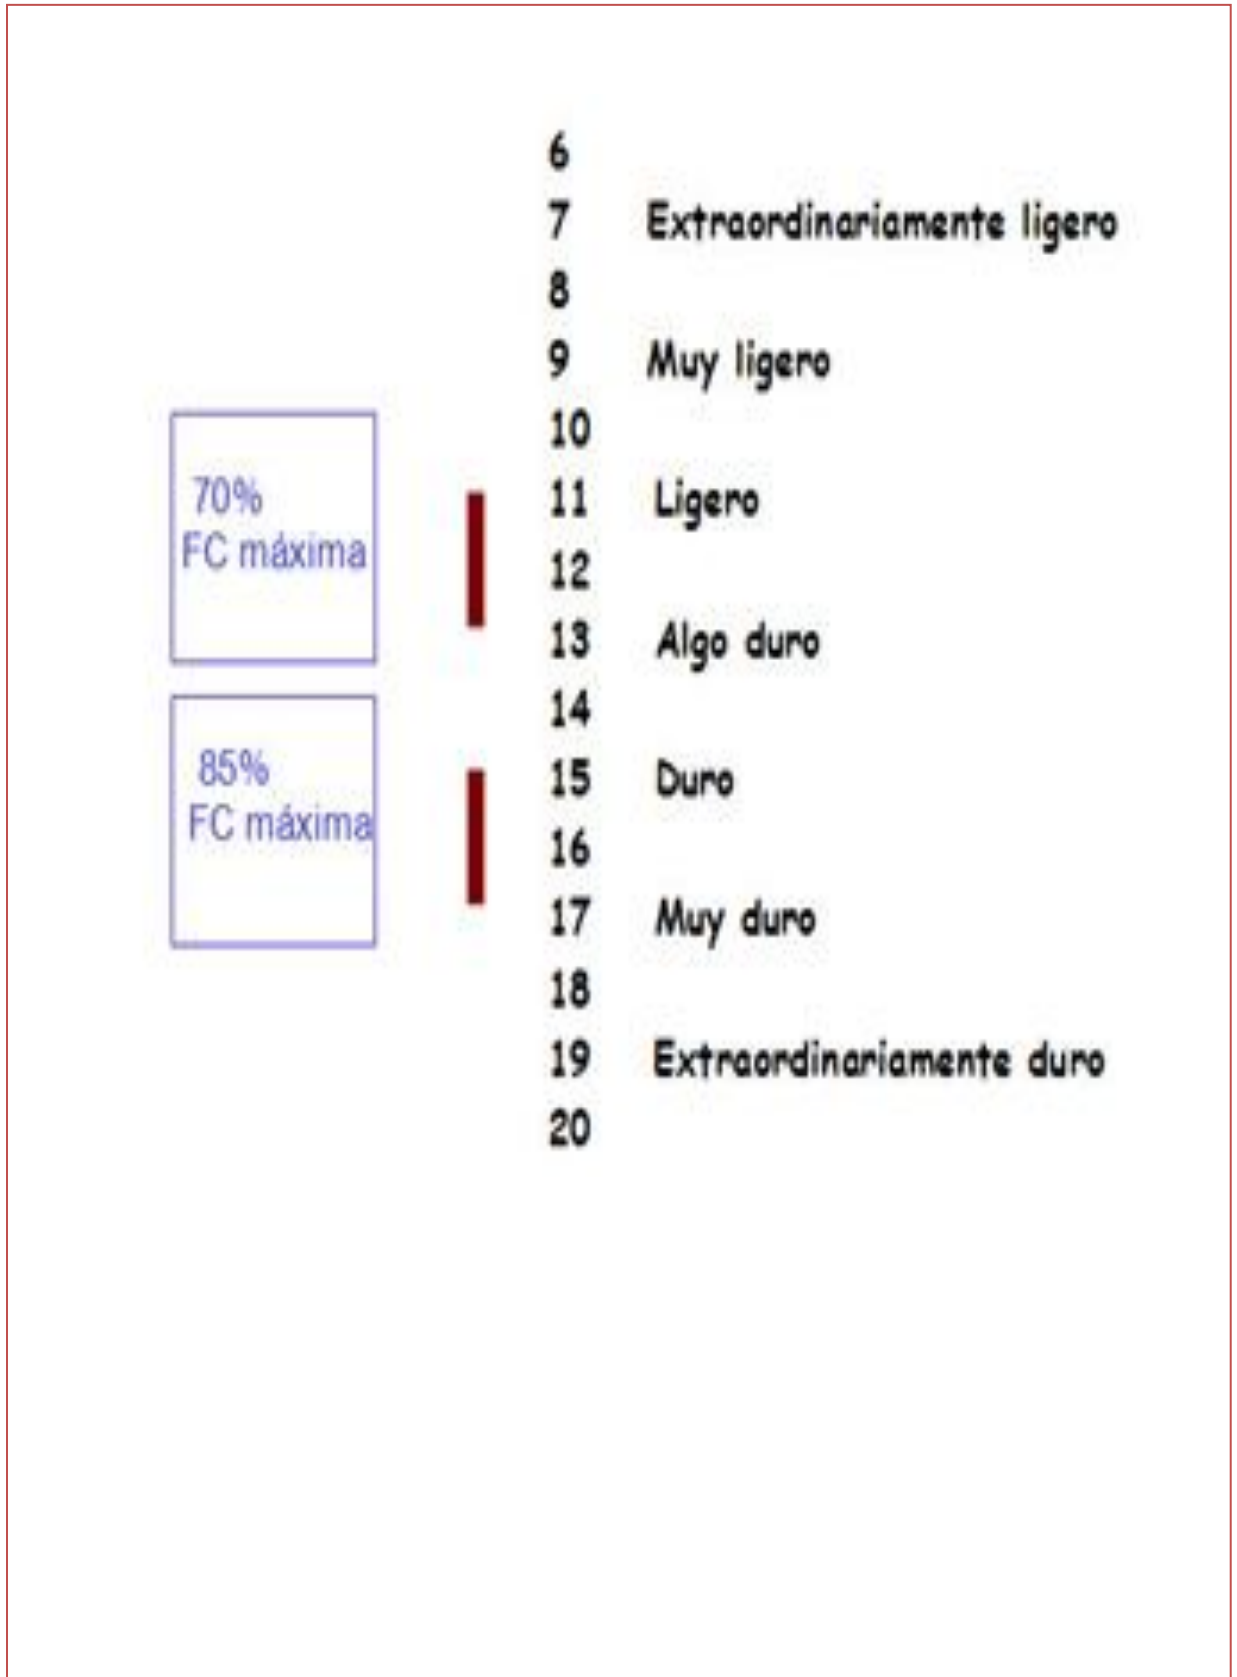 6
7 Extraordinariamente ligero
8
9 Muy ligero
10
11 Ligero
12
13 Algo duro
14
15 Duro
16
17 Muy duro
18
19 Extraordinariamente duro
20
70%
FC máxima
85%
FC máxima